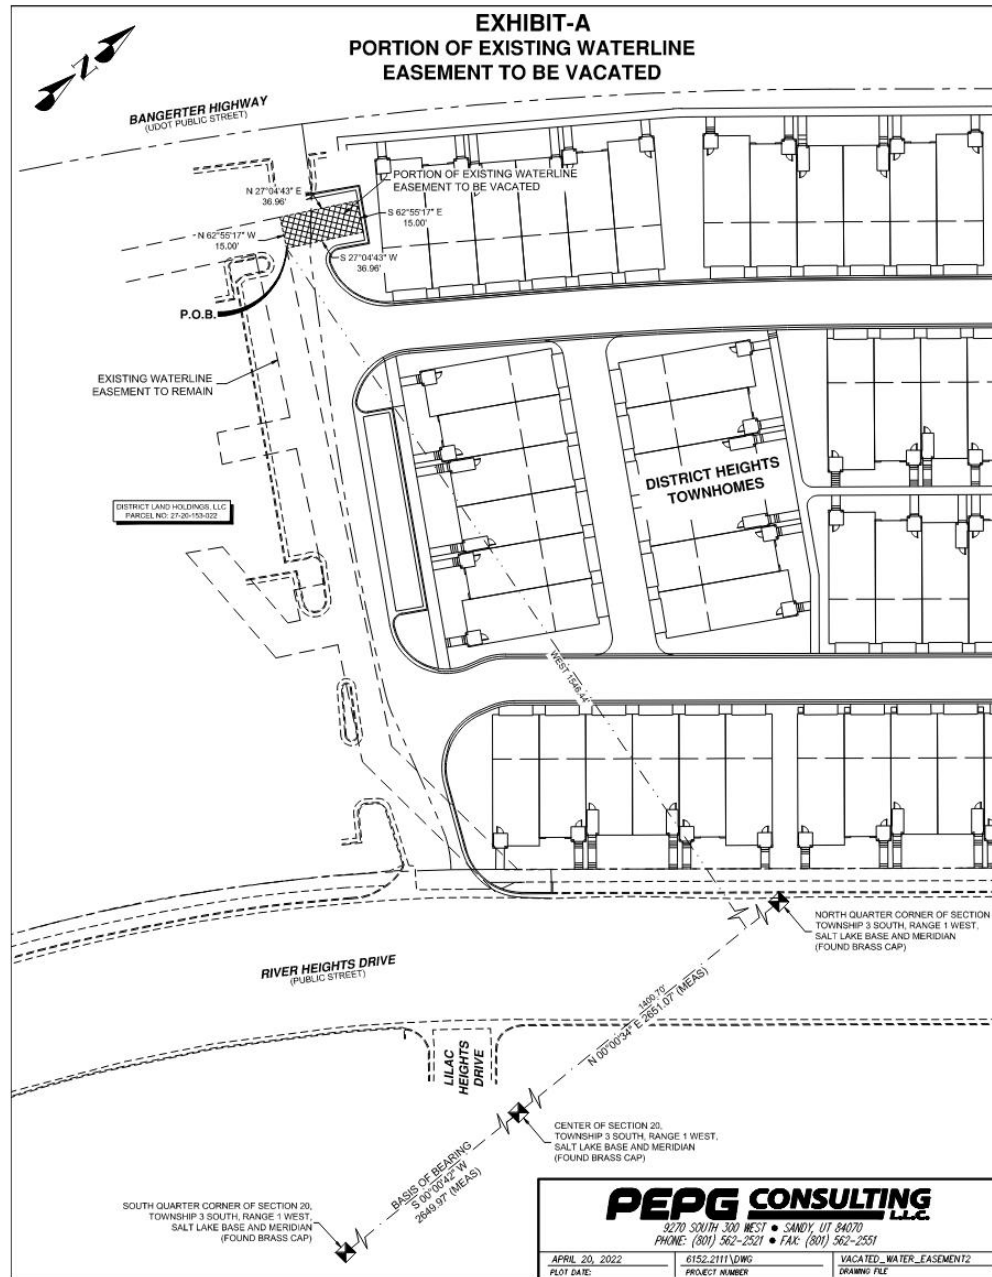 EXHIBIT-A
PORTION OF EXISTING WATERLINE
EASEMENT TO BE VACATED
N
BANGERTER HIGHWAY
(UDOT PUBLIC STREET)
PORTION OF EXISTING WATERLINE
EASEMENT TO BE VACATED
N 27°04'43" E
36.96'
S 62°55'17" E
15.00'
N 62°55'17" W
15.00'
S 27°04'43" W
36.96'
P.O.B.
EXISTING WATERLINE
EASEMENT TO REMAIN
DISTRICT HEIGHTS
TOWNHOMES
DISTRICT LAND HOLDINGS, LLC
PARCEL NO: 27-20-153-022
WEST 1546.44'
NORTH QUARTER CORNER OF SECTION
TOWNSHIP 3 SOUTH, RANGE 1 WEST,
SALT LAKE BASE AND MERIDIAN
(FOUND BRASS CAP)
RIVER HEIGHTS DRIVE
(PUBLIC STREET)
1400.70'
N 00°00'34" E 2651.07' (MEAS)
LILAC
HEIGHTS
DRIVE
CENTER OF SECTION 20,
TOWNSHIP 3 SOUTH, RANGE 1 WEST,
SALT LAKE BASE AND MERIDIAN
(FOUND BRASS CAP)
BASIS OF BEARING
S 00°00'42" W
2649.97' (MEAS)
SOUTH QUARTER CORNER OF SECTION 20,
TOWNSHIP 3 SOUTH, RANGE 1 WEST,
SALT LAKE BASE AND MERIDIAN
(FOUND BRASS CAP)
PEPG CONSULTING
L.L.C.
9270 SOUTH 300 WEST • SANDY, UT 84070
PHONE: (801) 562-2521 • FAX: (801) 562-2551
APRIL 20, 2022
PLOT DATE:
6152.2111\DWG
PROJECT NUMBER
VACATED_WATER_EASEMENT2
DRAWING FILE